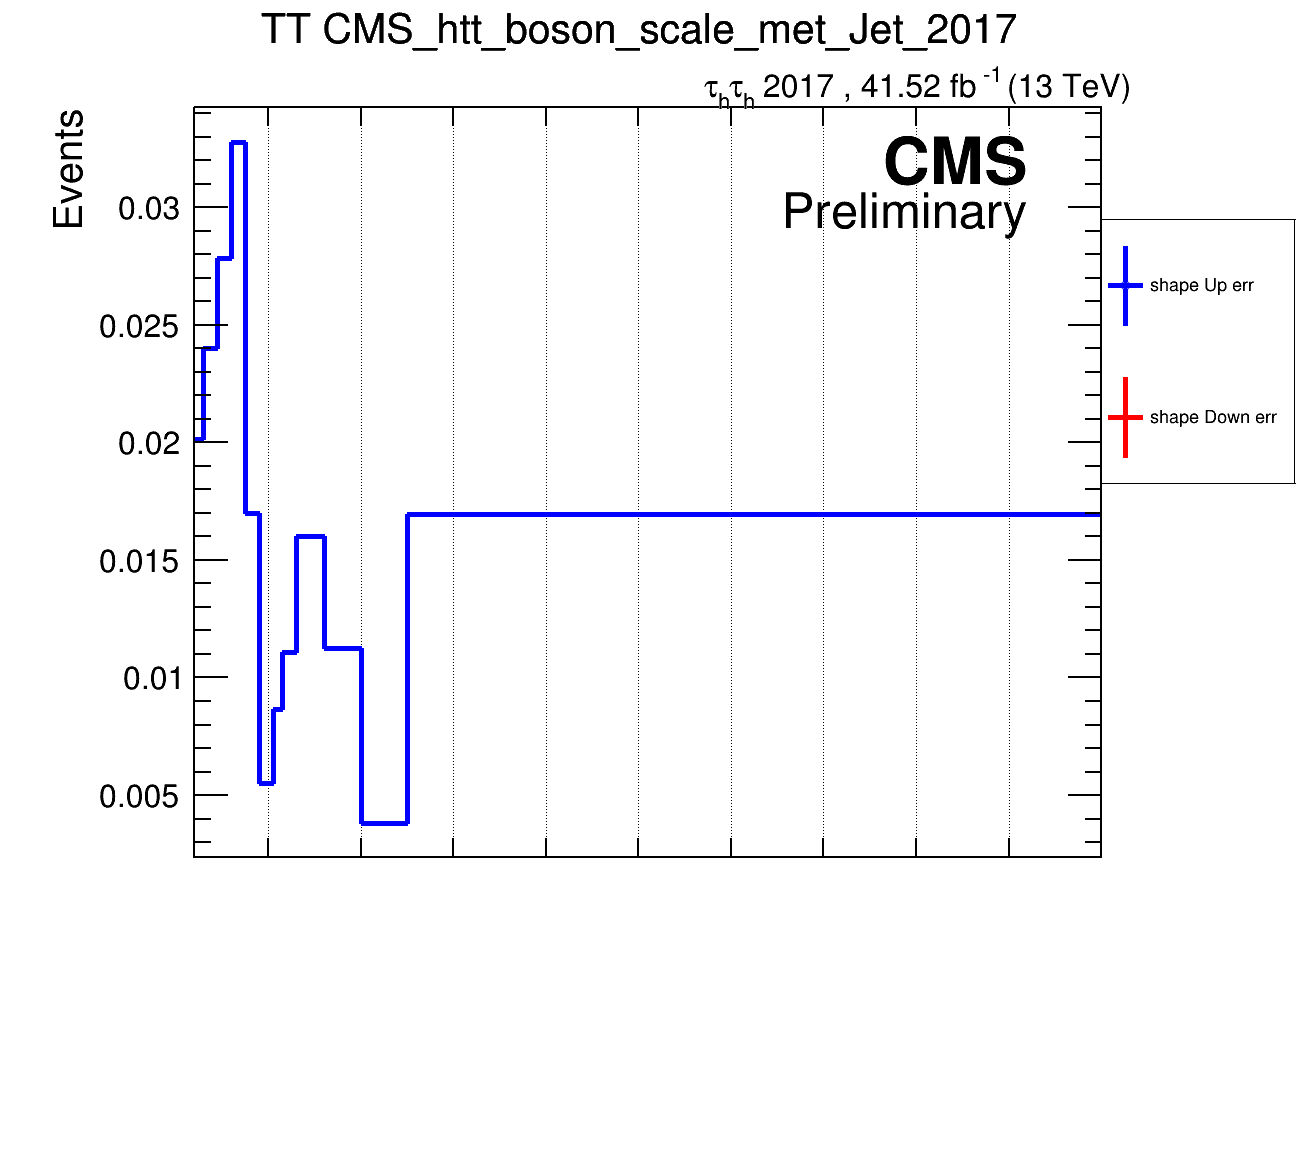 TT CMS_htt_boson_scale_met_Jet_2017
τhτh 2017 , 41.52 fb -1 (13 TeV)
Events
CMS
Preliminary
0.03
0.025
0.02
0.015
0.01
0.005
shape Up err
shape Down err